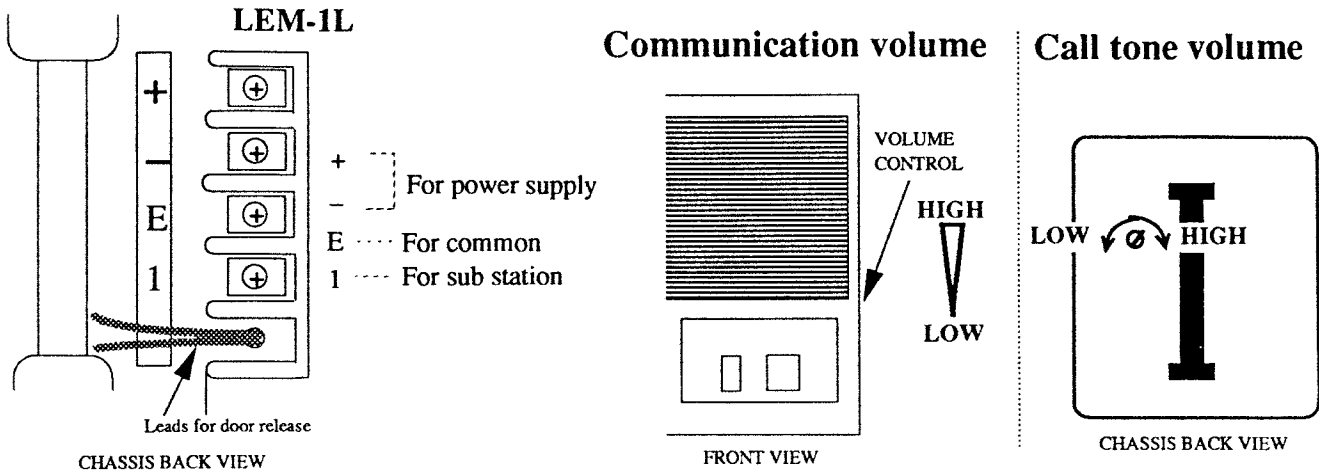 LEM-1L
+
−
E
1
+
−
For power supply
E ···· For common
1 ---- For sub station
Leads for door release
CHASSIS BACK VIEW
Communication volume
VOLUME
CONTROL
HIGH
LOW
FRONT VIEW
Call tone volume
LOW
HIGH
CHASSIS BACK VIEW